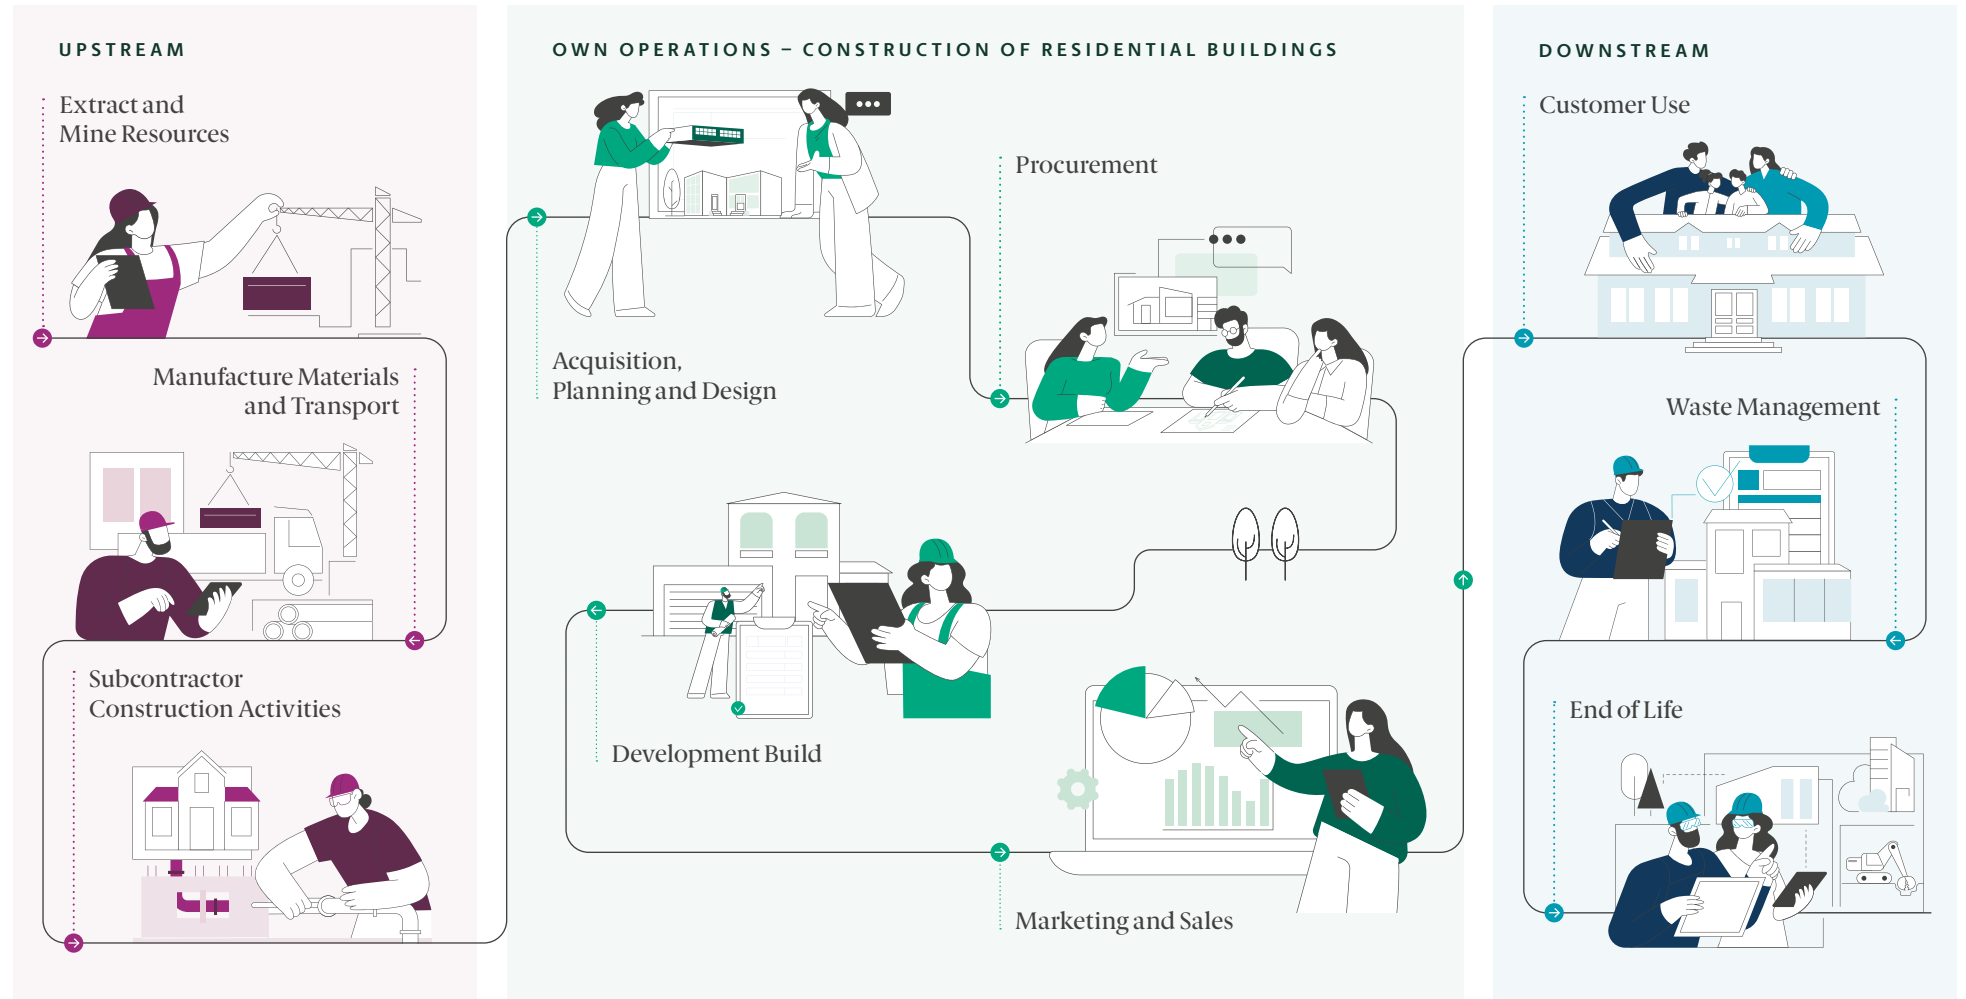 UPSTREAM
Extract and
Mine Resources
Manufacture Materials
and Transport
Subcontractor
Construction Activities
OWN OPERATIONS – CONSTRUCTION OF RESIDENTIAL BUILDINGS
Acquisition,
Planning and Design
Procurement
Development Build
Marketing and Sales
DOWNSTREAM
Customer Use
Waste Management
End of Life